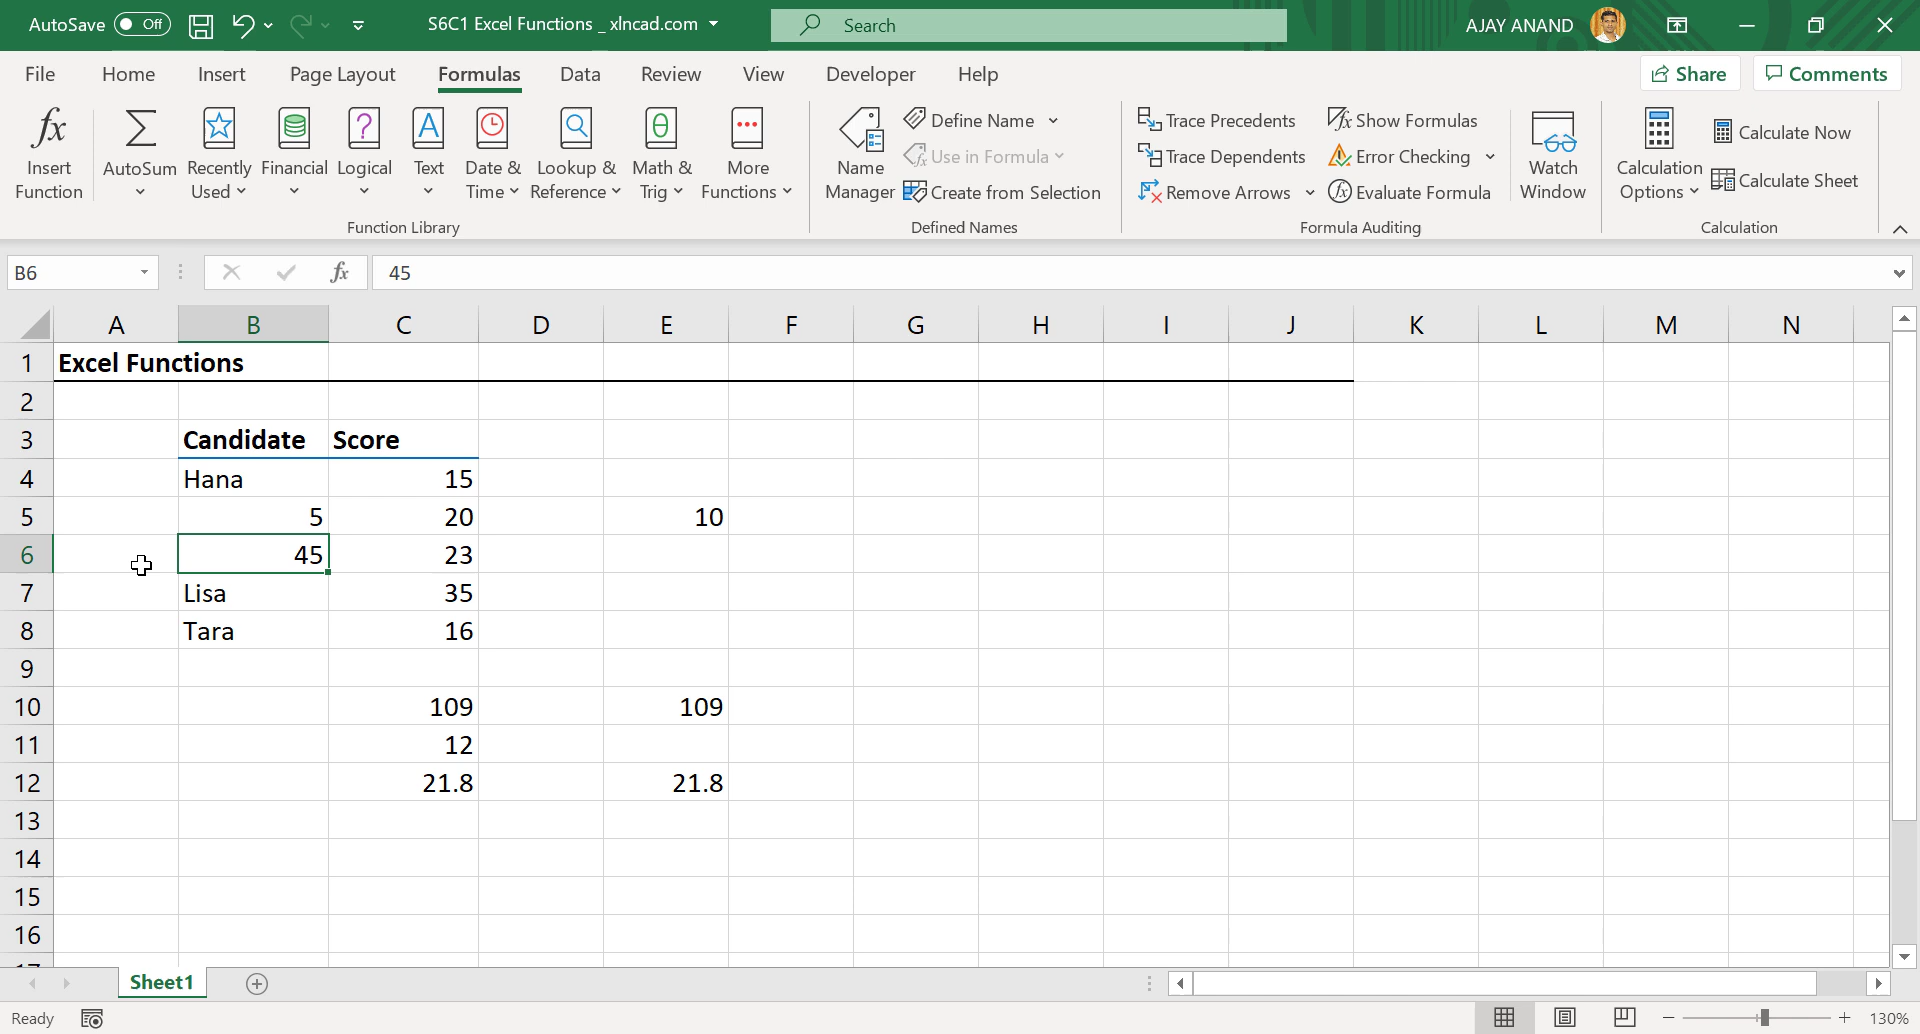 AutoSave Off S6C1 Excel Functions _ xlncad.com Search AJAY ANAND
File Home Insert Page Layout Formulas Data Review View Developer Help Share Comments
Insert Function
AutoSum
Recently Used
Financial
Logical
Text
Date & Time
Lookup & Reference
Math & Trig
More Functions
Function Library
Name Manager
Define Name
Use in Formula
Create from Selection
Defined Names
Trace Precedents
Trace Dependents
Remove Arrows
Show Formulas
Error Checking
Evaluate Formula
Formula Auditing
Watch Window
Calculation Options
Calculate Now
Calculate Sheet
Calculation
B6 fx 45
A B C D E F G H I J K L M N
1 Excel Functions
2
3 Candidate Score
4 Hana 15
5 5 20 10
6 45 23
7 Lisa 35
8 Tara 16
9
10 109 109
11 12
12 21.8 21.8
13
14
15
16
17
Sheet1
Ready 130%